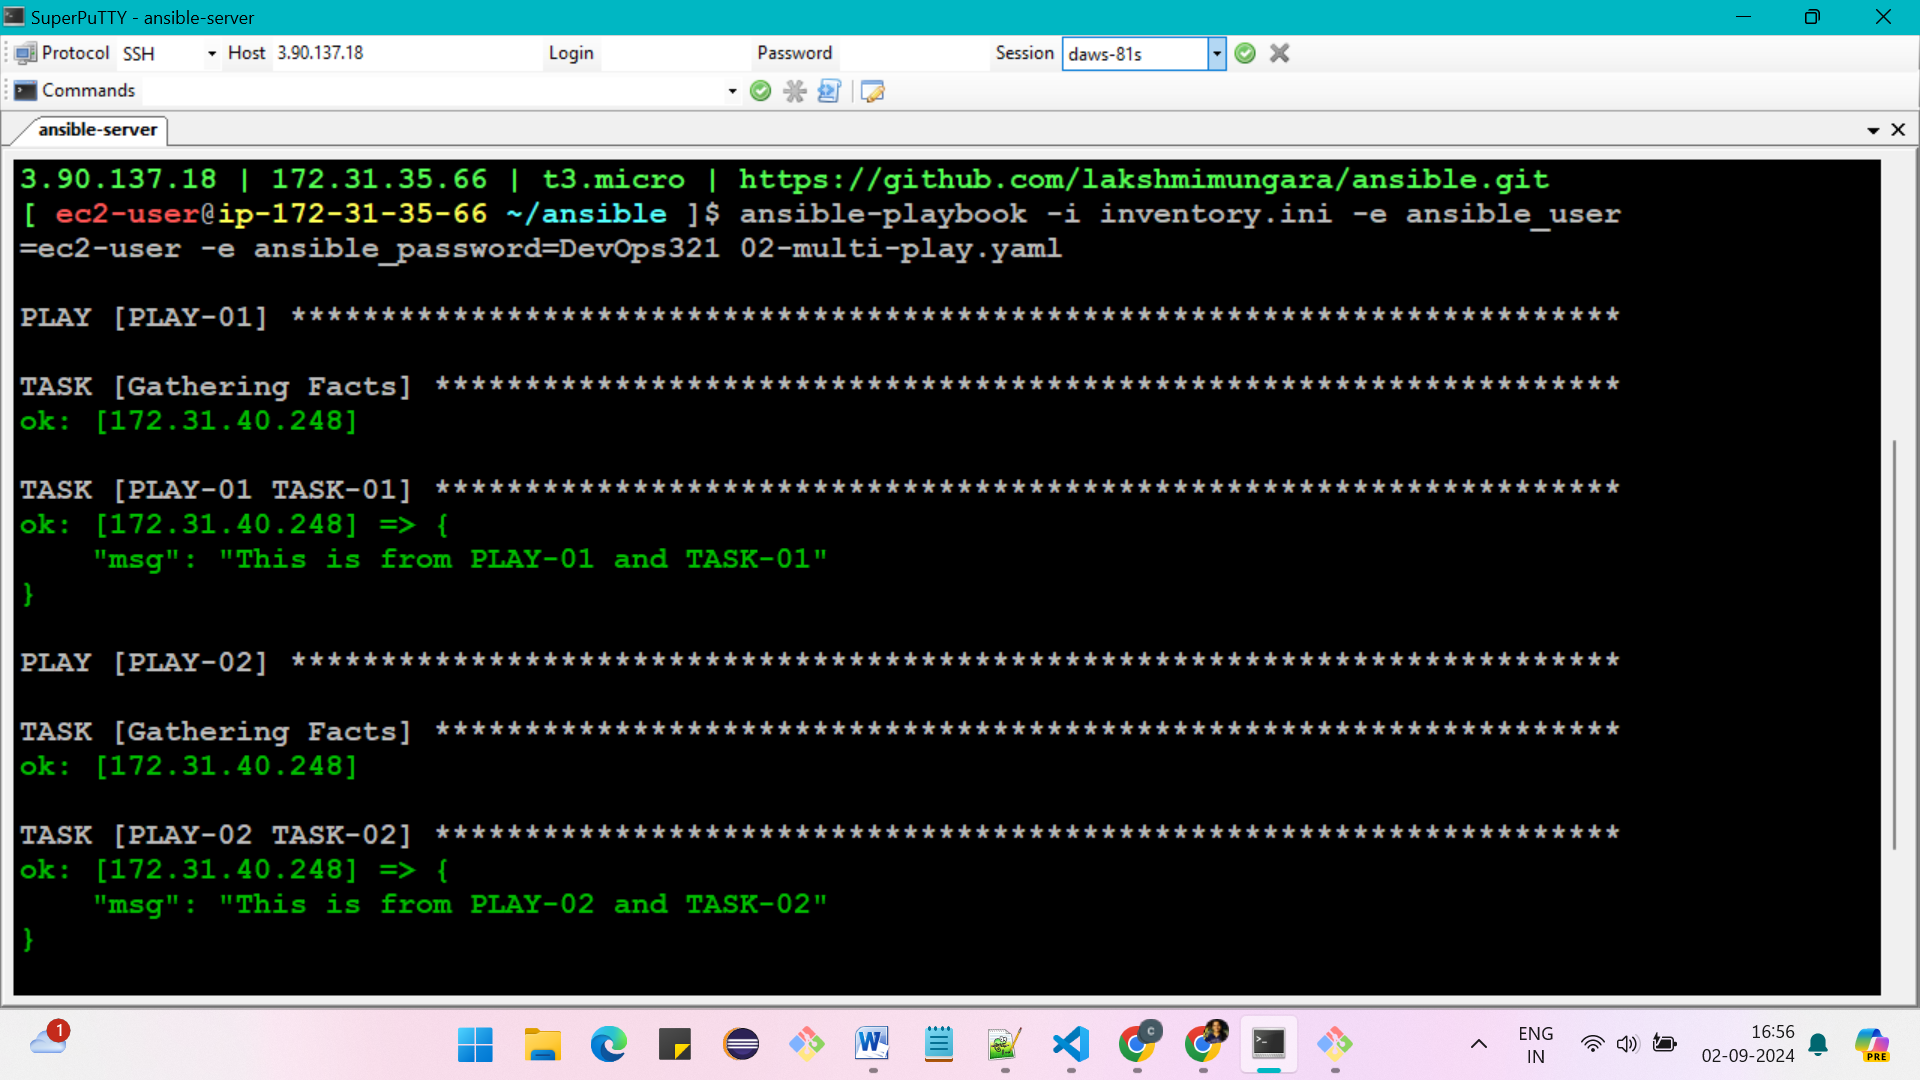 SuperPuTTY - ansible-server
Protocol SSH Host 3.90.137.18 Login Password Session daws-81s
Commands
ansible-server
3.90.137.18 | 172.31.35.66 | t3.micro | https://github.com/lakshmimungara/ansible.git
[ ec2-user@ip-172-31-35-66 ~/ansible ]$ ansible-playbook -i inventory.ini -e ansible_user
=ec2-user -e ansible_password=DevOps321 02-multi-play.yaml
PLAY [PLAY-01] **************************************************************************
TASK [Gathering Facts] ******************************************************************
ok: [172.31.40.248]
TASK [PLAY-01 TASK-01] ******************************************************************
ok: [172.31.40.248] => {
    "msg": "This is from PLAY-01 and TASK-01"
}
PLAY [PLAY-02] **************************************************************************
TASK [Gathering Facts] ******************************************************************
ok: [172.31.40.248]
TASK [PLAY-02 TASK-02] ******************************************************************
ok: [172.31.40.248] => {
    "msg": "This is from PLAY-02 and TASK-02"
}
1
W
C
PRE
ENG
IN
16:56
02-09-2024